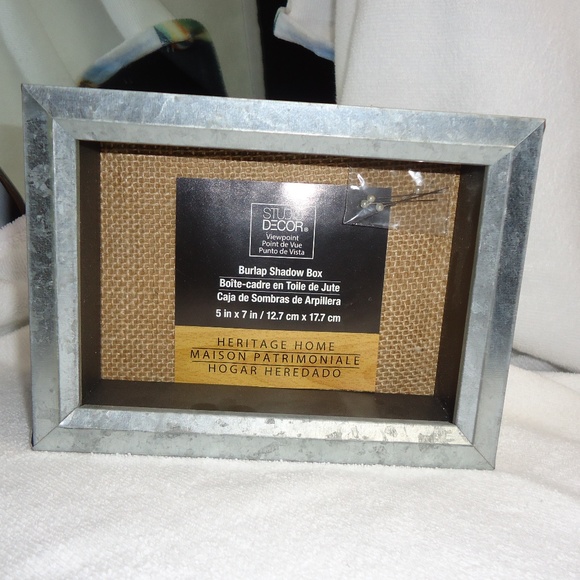 STUDIO
DECOR®
Viewpoint
Point de Vue
Punto de Vista
Burlap Shadow Box
Boîte-cadre en Toile de Jute
Caja de Sombras de Arpillera
5 in x 7 in / 12.7 cm x 17.7 cm
HERITAGE HOME
MAISON PATRIMONIALE
HOGAR HEREDADO